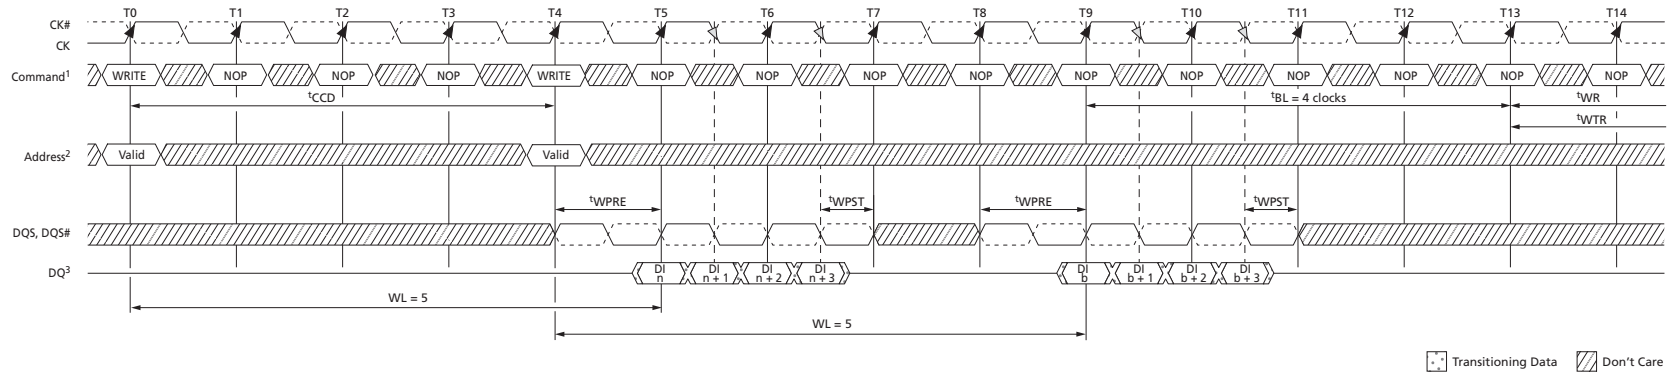 T0 T1 T2 T3 T4 T5 T6 T7 T8 T9 T10 T11 T12 T13 T14
CK#
CK
Command1 WRITE NOP NOP NOP WRITE NOP NOP NOP NOP NOP NOP NOP NOP NOP NOP
tCCD tBL = 4 clocks tWR
tWTR
Address2 Valid Valid
tWPRE tWPST tWPRE tWPST
DQS, DQS#
DQ3 DI n DI n + 1 DI n + 2 DI n + 3 DI b DI b + 1 DI b + 2 DI b + 3
WL = 5
WL = 5
Transitioning Data Don't Care